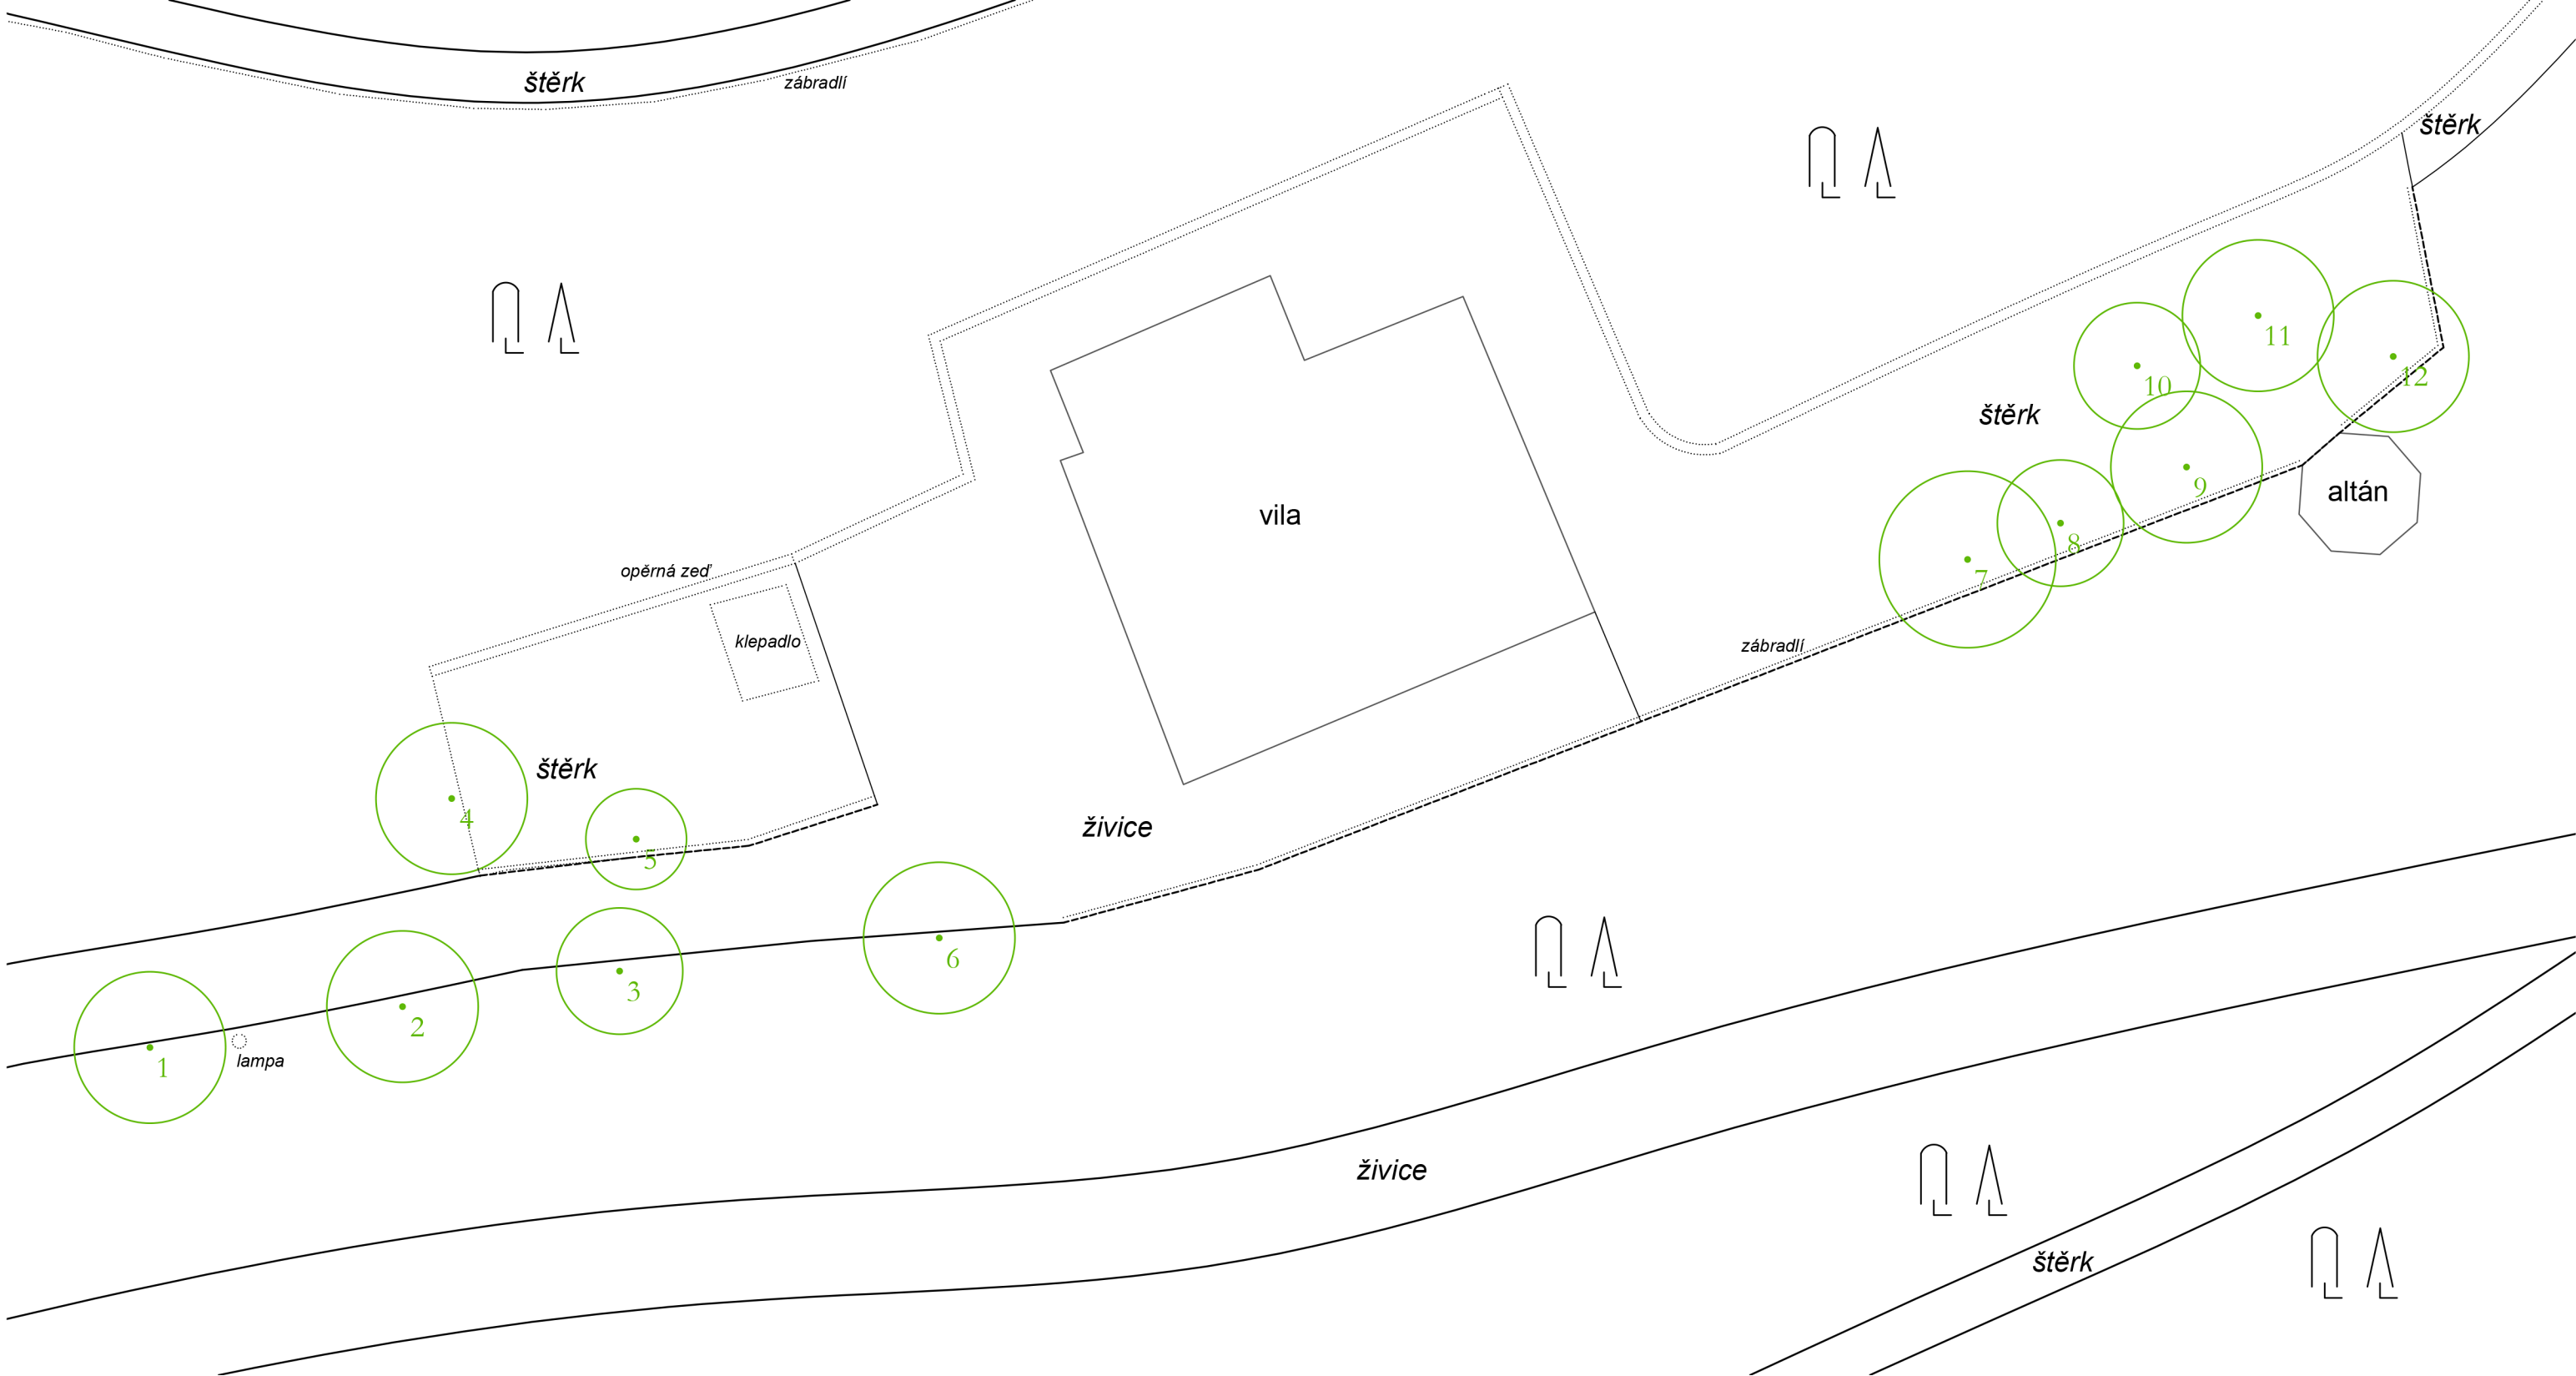 štěrk
zábradlí
štěrk
11
12
10
štěrk
9
altán
vila
8
opěrná zeď
7
klepadlo
zábradlí
štěrk
4
živice
5
6
3
2
lampa
1
živice
štěrk